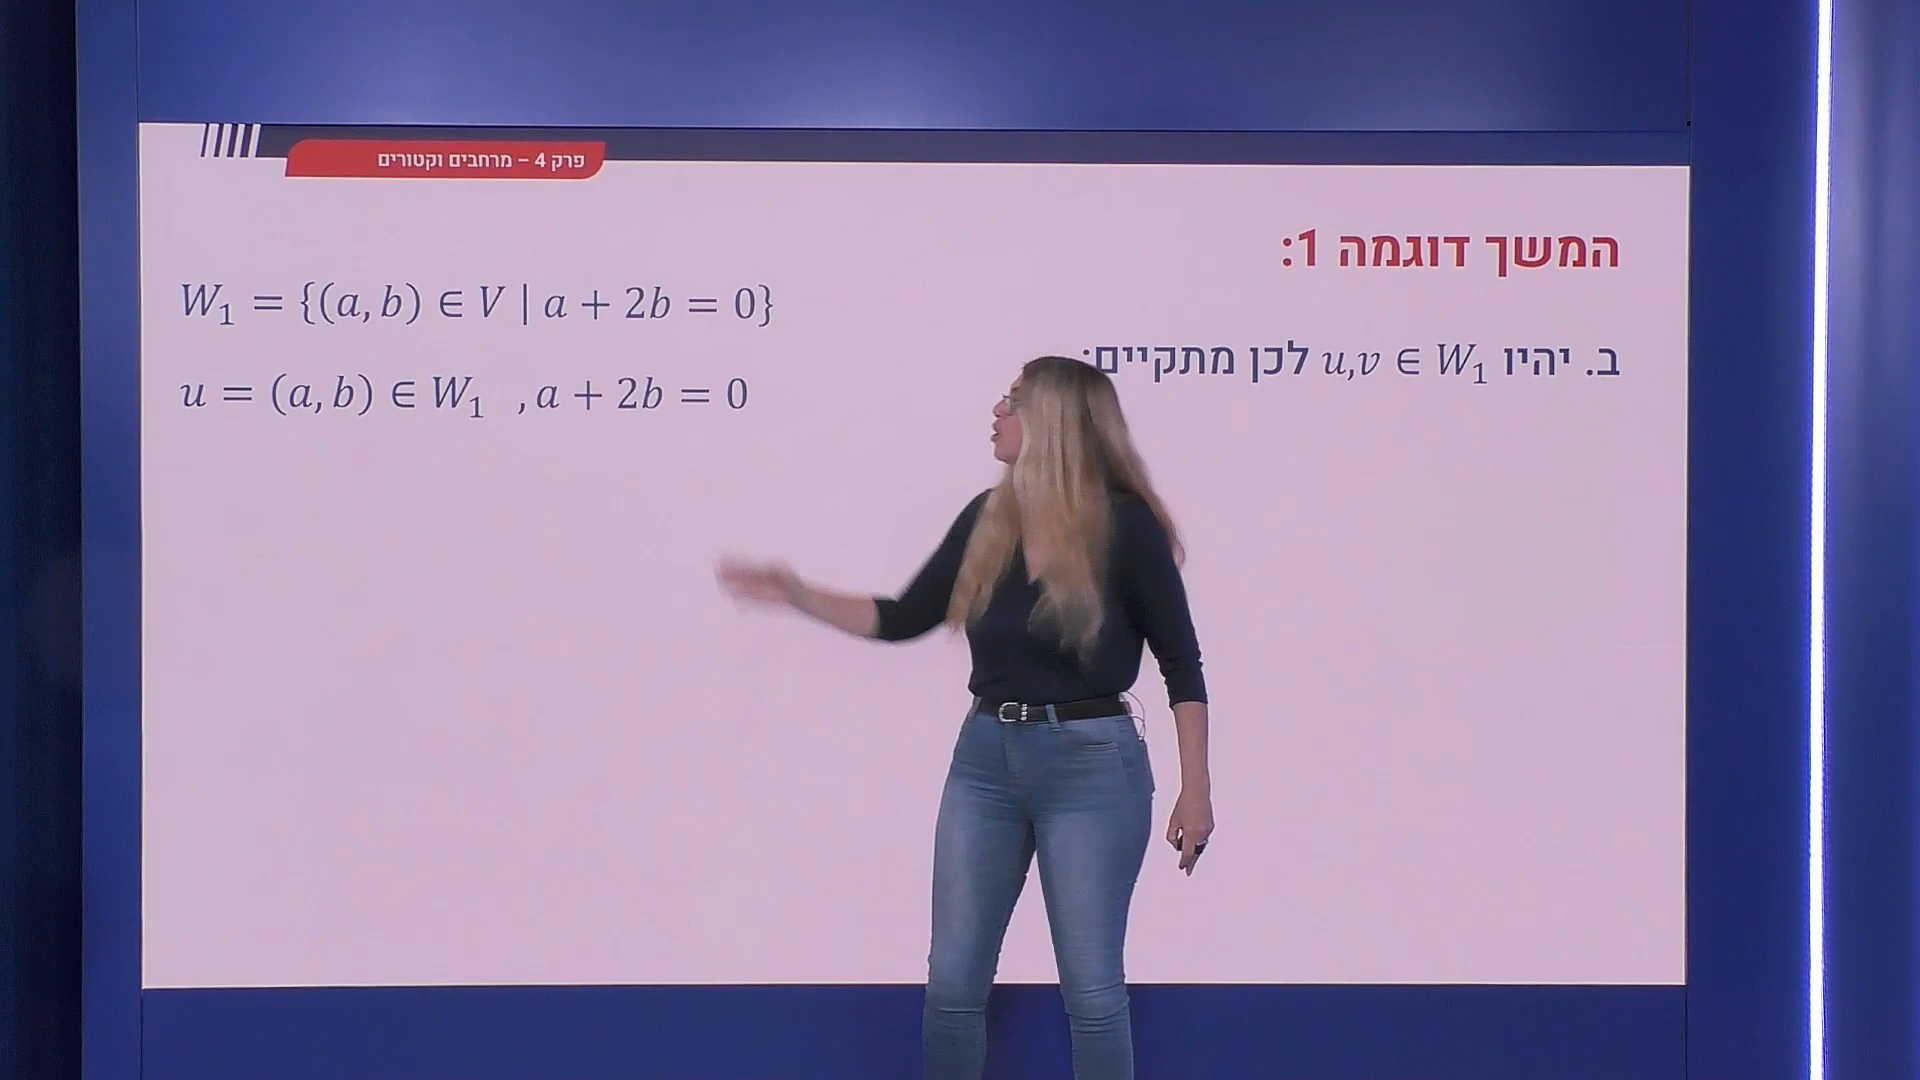 פרק 4 – מרחבים וקטורים
המשך דוגמה 1:
W₁ = {(a, b) ∈ V | a + 2b = 0}
ב. יהיו u,v ∈ W₁ לכן מתקיים:
u = (a, b) ∈ W₁ , a + 2b = 0